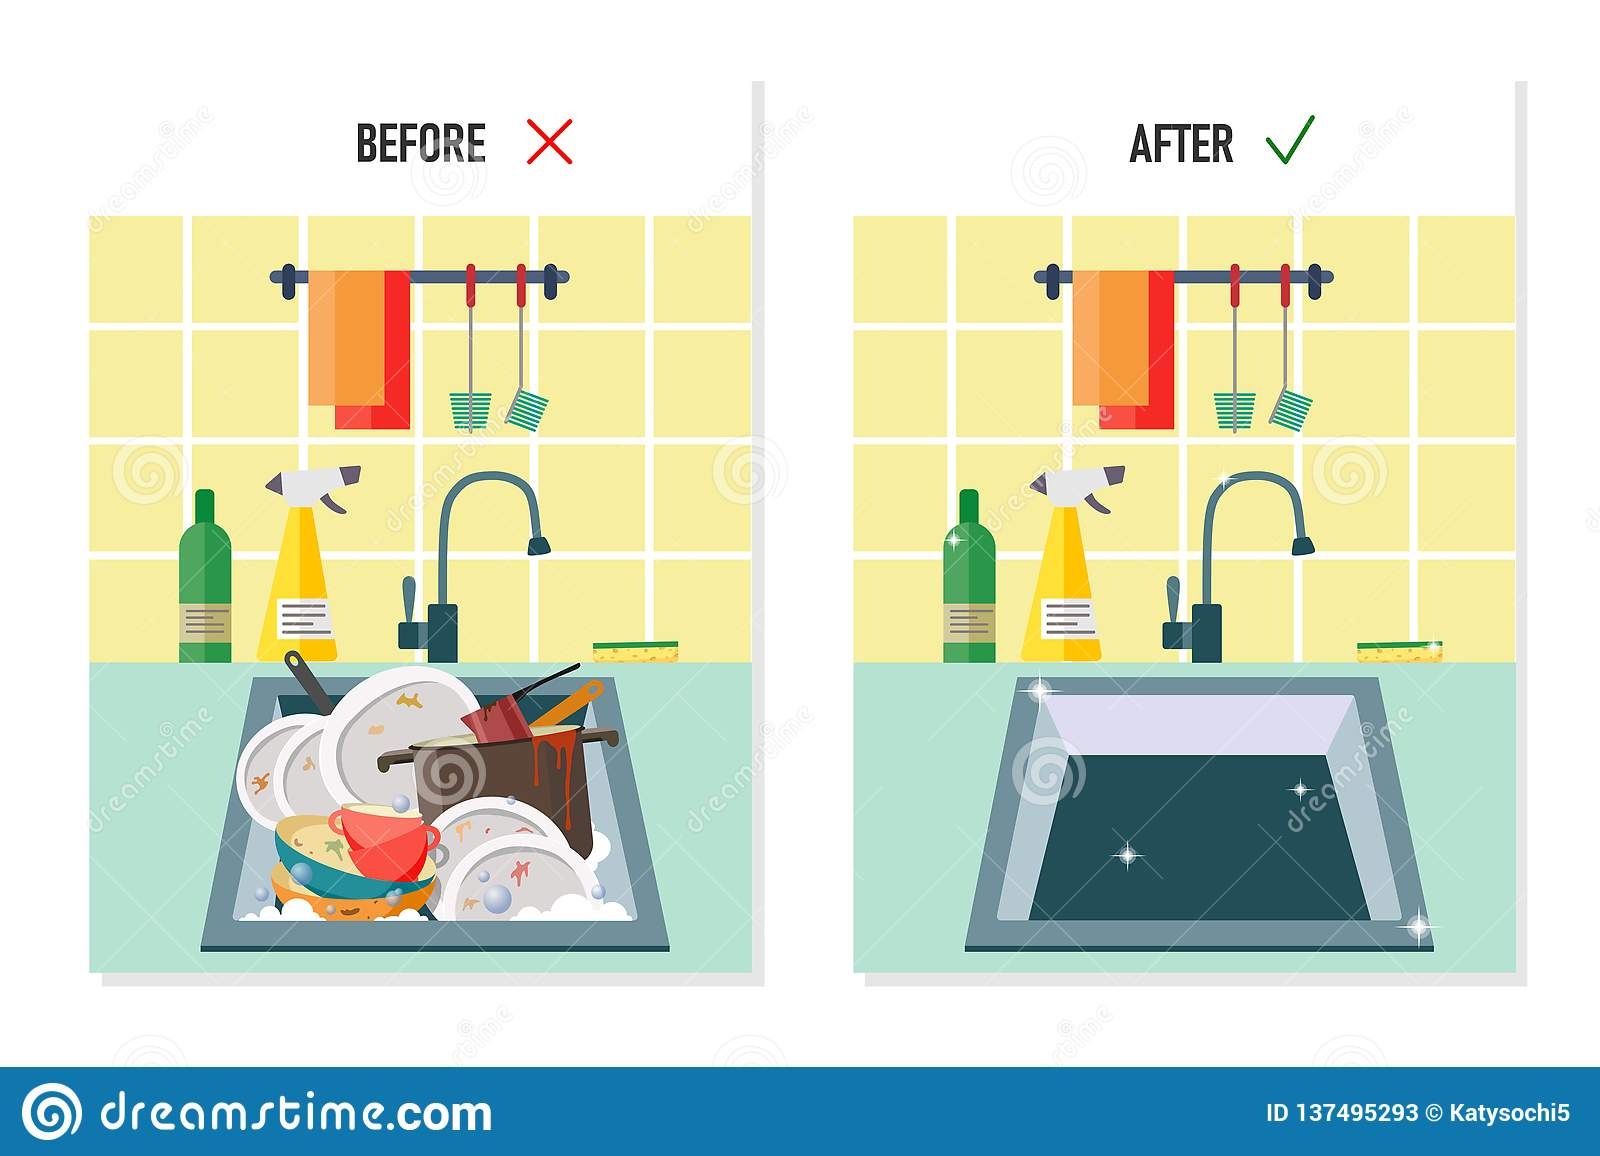 BEFORE
AFTER
dreamstime.com
ID 137495293 © Katysochi5